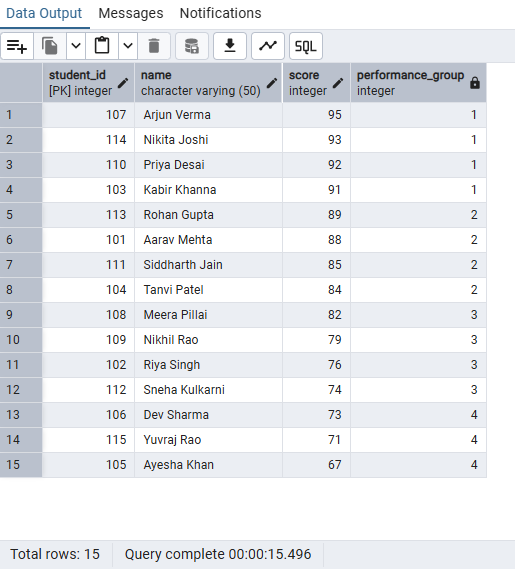 Data Output Messages Notifications
SQL
student_id name score performance_group
[PK] integer character varying (50) integer integer
1 107 Arjun Verma 95 1
2 114 Nikita Joshi 93 1
3 110 Priya Desai 92 1
4 103 Kabir Khanna 91 1
5 113 Rohan Gupta 89 2
6 101 Aarav Mehta 88 2
7 111 Siddharth Jain 85 2
8 104 Tanvi Patel 84 2
9 108 Meera Pillai 82 3
10 109 Nikhil Rao 79 3
11 102 Riya Singh 76 3
12 112 Sneha Kulkarni 74 3
13 106 Dev Sharma 73 4
14 115 Yuvraj Rao 71 4
15 105 Ayesha Khan 67 4
Total rows: 15 Query complete 00:00:15.496